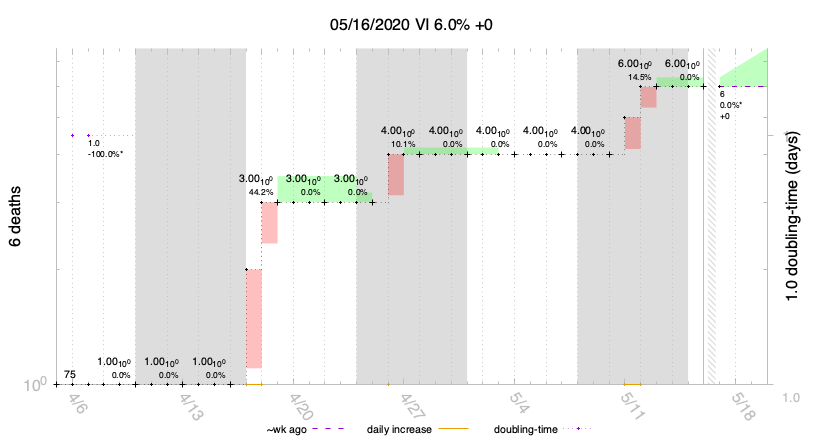 05/16/2020 VI 6.0% +0
6.0010⁰ 6.0010⁰
14.5% 0.0%
6
0.0%*
+0
1.0
-100.0%*
4.0010⁰ 4.0010⁰ 4.0010⁰ 4.0010⁰ 4.0010⁰
10.1% 0.0% 0.0% 0.0% 0.0%
3.0010⁰ 3.0010⁰ 3.0010⁰
44.2% 0.0% 0.0%
6 deaths
1.0 doubling-time (days)
1.0010⁰ 1.0010⁰ 1.0010⁰
75 0.0% 0.0% 0.0%
10⁰
1.0
4/6 4/13 4/20 4/27 5/4 5/11 5/18
~wk ago daily increase doubling-time